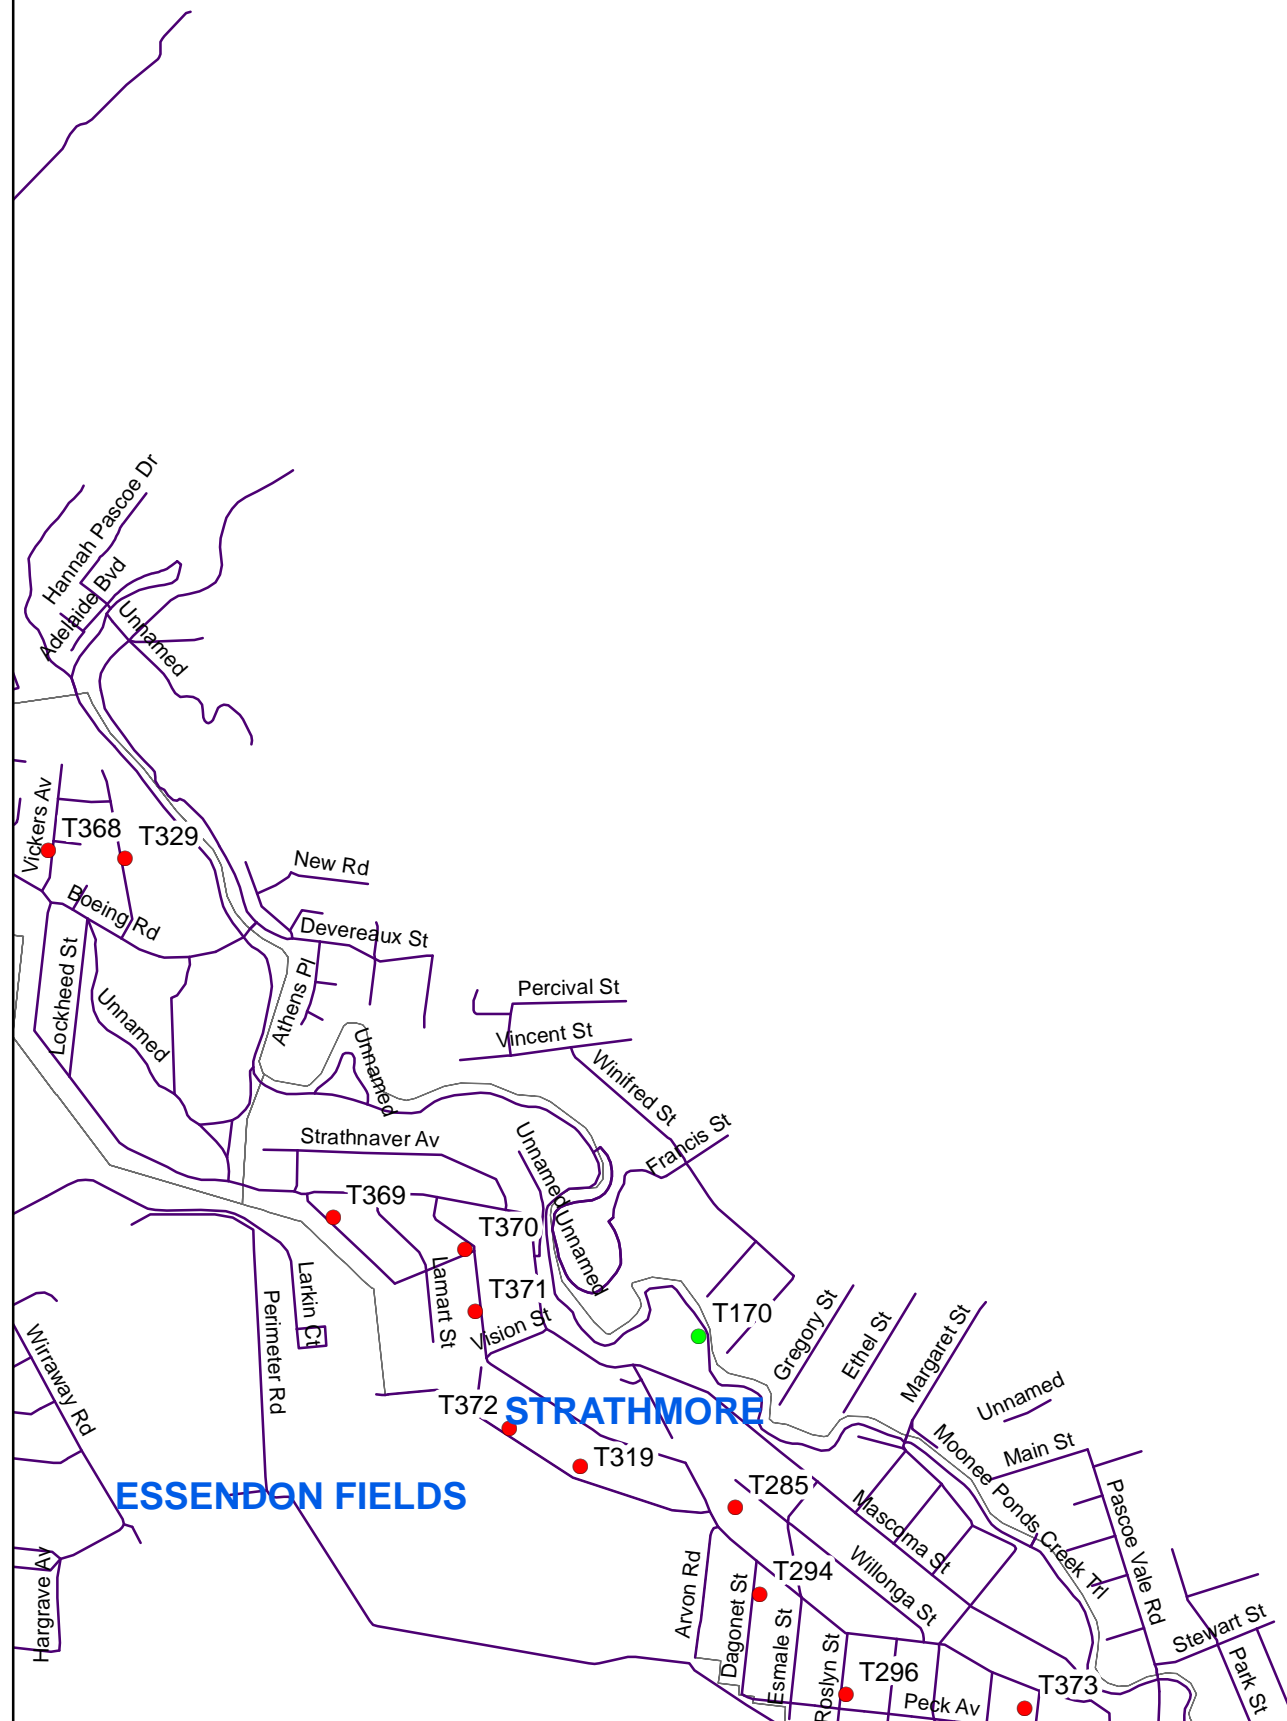 Hannah Pascoe Dr
Adelaide Bvd
Unnamed
Vickers Av
T368
T329
New Rd
Boeing Rd
Devereaux St
Lockheed St
Unnamed
Athens Pl
Percival St
Vincent St
Unnamed
Winifred St
Strathnaver Av
Francis St
Unnamed
T369
T370
Unnamed
Lamart St
Larkin Ct
Perimeter Rd
T371
Vision St
T170
Gregory St
Ethel St
Margaret St
Wirraway Rd
T372
STRATHMORE
Unnamed
Main St
Moonee Ponds Creek Trl
T319
ESSENDON FIELDS
T285
Mascoma St
Pascoe Vale Rd
Hargrave Av
Arvon Rd
T294
Willonga St
Dagonet St
Esmale St
Roslyn St
T296
Peck Av
T373
Stewart St
Park St